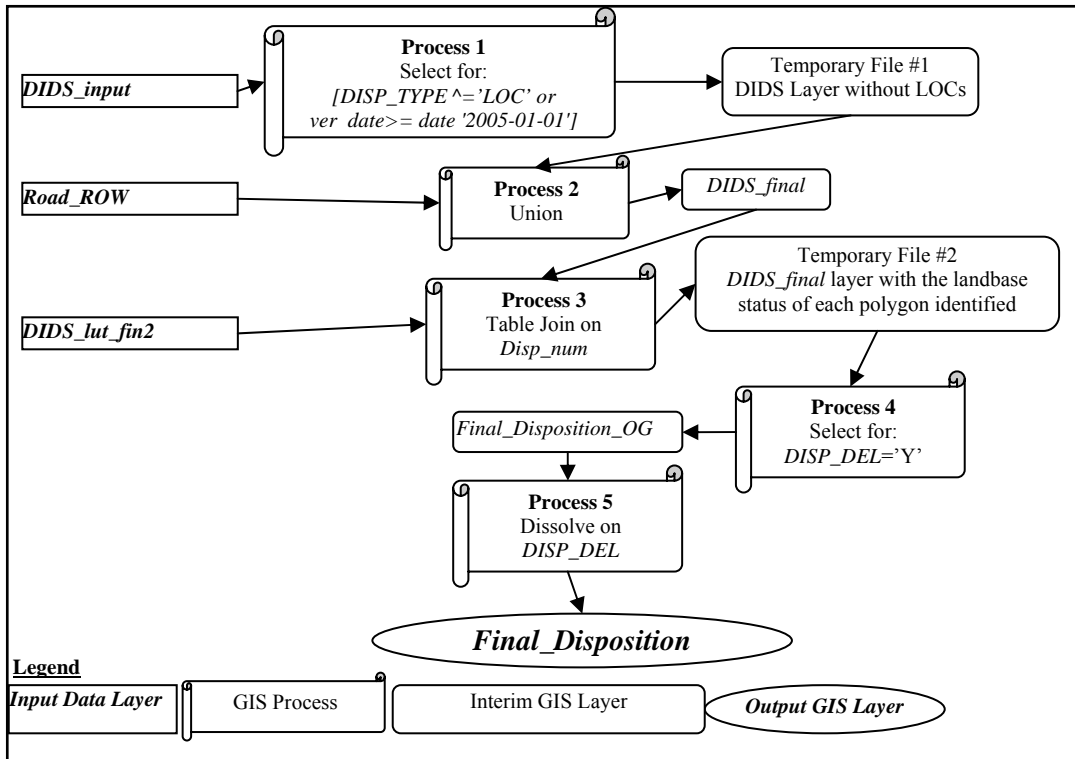 Process 1
Select for:
[DISP_TYPE ^='LOC' or
ver_date>= date '2005-01-01']
DIDS_input
Temporary File #1
DIDS Layer without LOCs
Road_ROW
Process 2
Union
DIDS_final
DIDS_lut_fin2
Process 3
Table Join on
Disp_num
Temporary File #2
DIDS_final layer with the landbase
status of each polygon identified
Process 4
Select for:
DISP_DEL='Y'
Final_Disposition_OG
Process 5
Dissolve on
DISP_DEL
Final_Disposition
Legend
Input Data Layer
GIS Process
Interim GIS Layer
Output GIS Layer